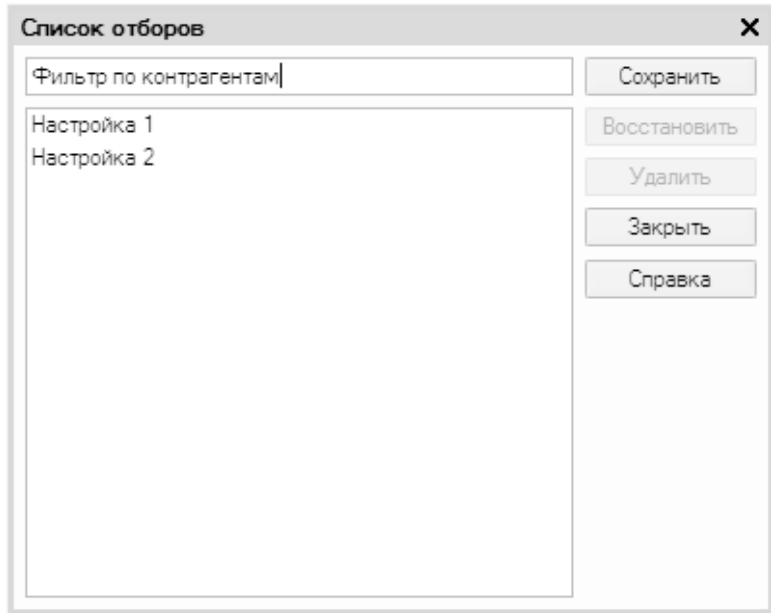 Список отборов
Фильтр по контрагентам
Сохранить
Настройка 1
Настройка 2
Восстановить
Удалить
Закрыть
Справка